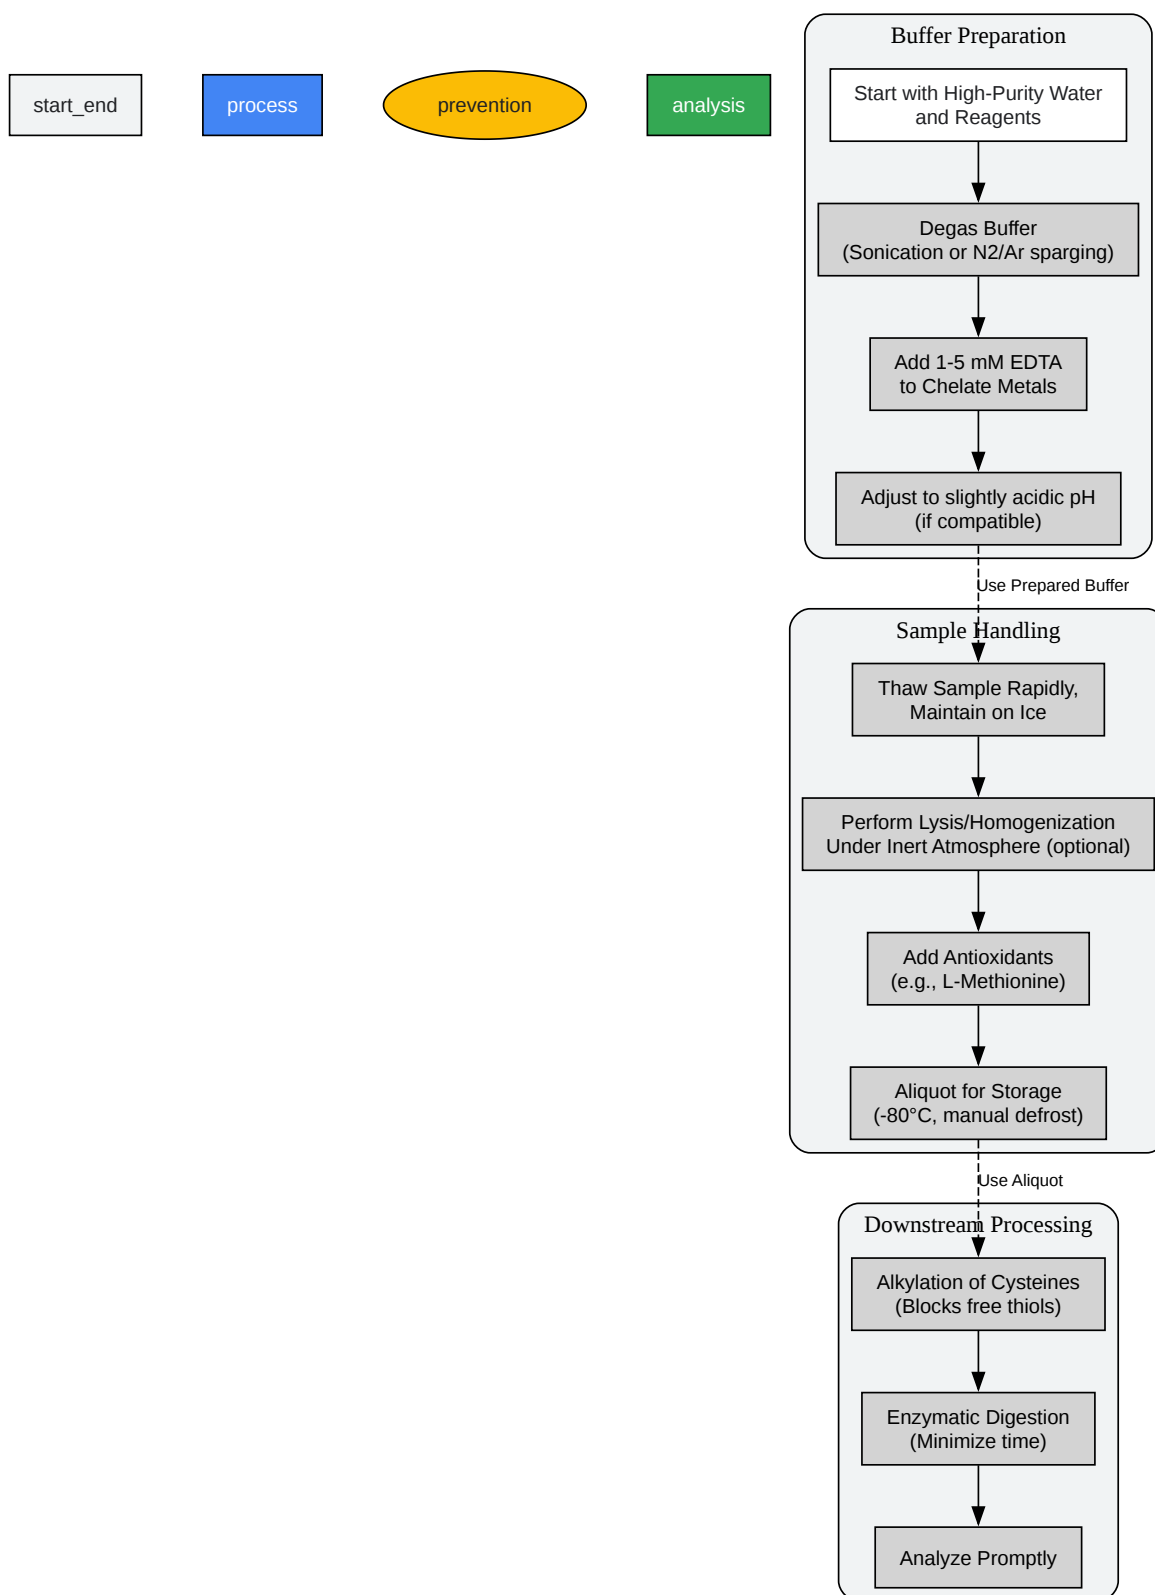 start_end
process
prevention
analysis
Buffer Preparation
Start with High-Purity Water
and Reagents
Degas Buffer
(Sonication or N2/Ar sparging)
Add 1-5 mM EDTA
to Chelate Metals
Adjust to slightly acidic pH
(if compatible)
Use Prepared Buffer
Sample Handling
Thaw Sample Rapidly,
Maintain on Ice
Perform Lysis/Homogenization
Under Inert Atmosphere (optional)
Add Antioxidants
(e.g., L-Methionine)
Aliquot for Storage
(-80°C, manual defrost)
Use Aliquot
Downstream Processing
Alkylation of Cysteines
(Blocks free thiols)
Enzymatic Digestion
(Minimize time)
Analyze Promptly